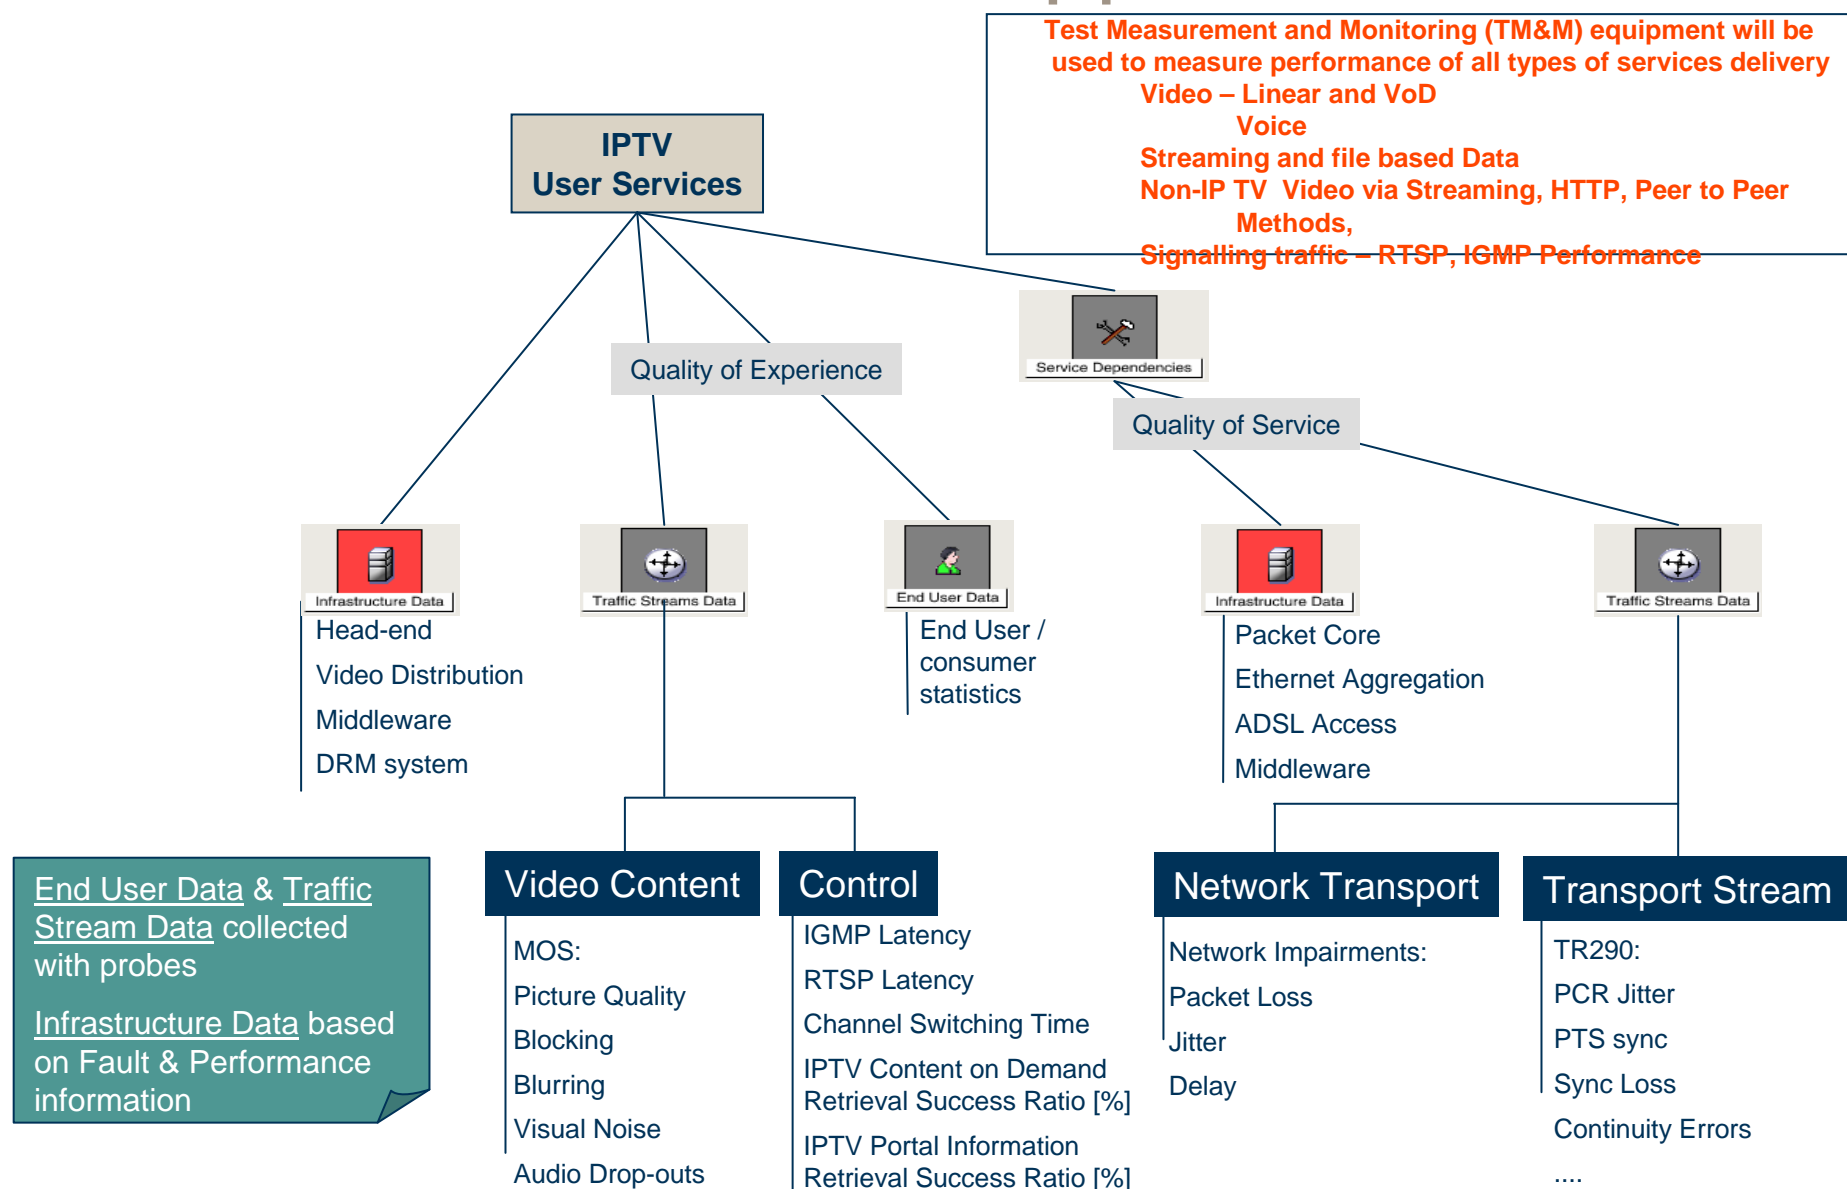 Test Measurement and Monitoring (TM&M) equipment will be
used to measure performance of all types of services delivery
Video – Linear and VoD
Voice
Streaming and file based Data
Non-IP TV  Video via Streaming, HTTP, Peer to Peer
Methods,
Signalling traffic – RTSP, IGMP Performance
IPTV
User Services
Service Dependencies
Quality of Experience
Quality of Service
Infrastructure Data
Head-end
Video Distribution
Middleware
DRM system
Traffic Streams Data
End User Data
End User /
consumer
statistics
Infrastructure Data
Packet Core
Ethernet Aggregation
ADSL Access
Middleware
Traffic Streams Data
End User Data & Traffic
Stream Data collected
with probes
Infrastructure Data based
on Fault & Performance
information
Video Content
MOS:
Picture Quality
Blocking
Blurring
Visual Noise
Audio Drop-outs
Control
IGMP Latency
RTSP Latency
Channel Switching Time
IPTV Content on Demand
Retrieval Success Ratio [%]
IPTV Portal Information
Retrieval Success Ratio [%]
Network Transport
Network Impairments:
Packet Loss
Jitter
Delay
Transport Stream
TR290:
PCR Jitter
PTS sync
Sync Loss
Continuity Errors
....